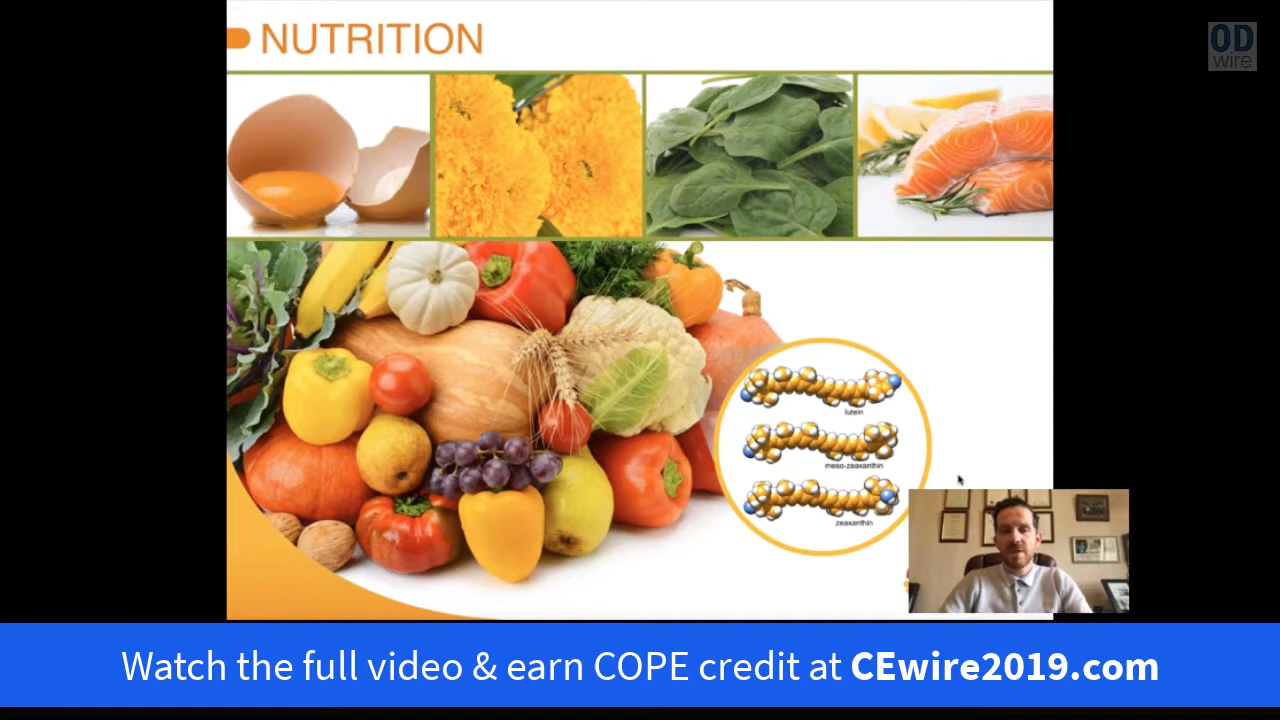 NUTRITION
OD
wire
lutein
meso-zeaxanthin
zeaxanthin
Watch the full video & earn COPE credit at CEwire2019.com